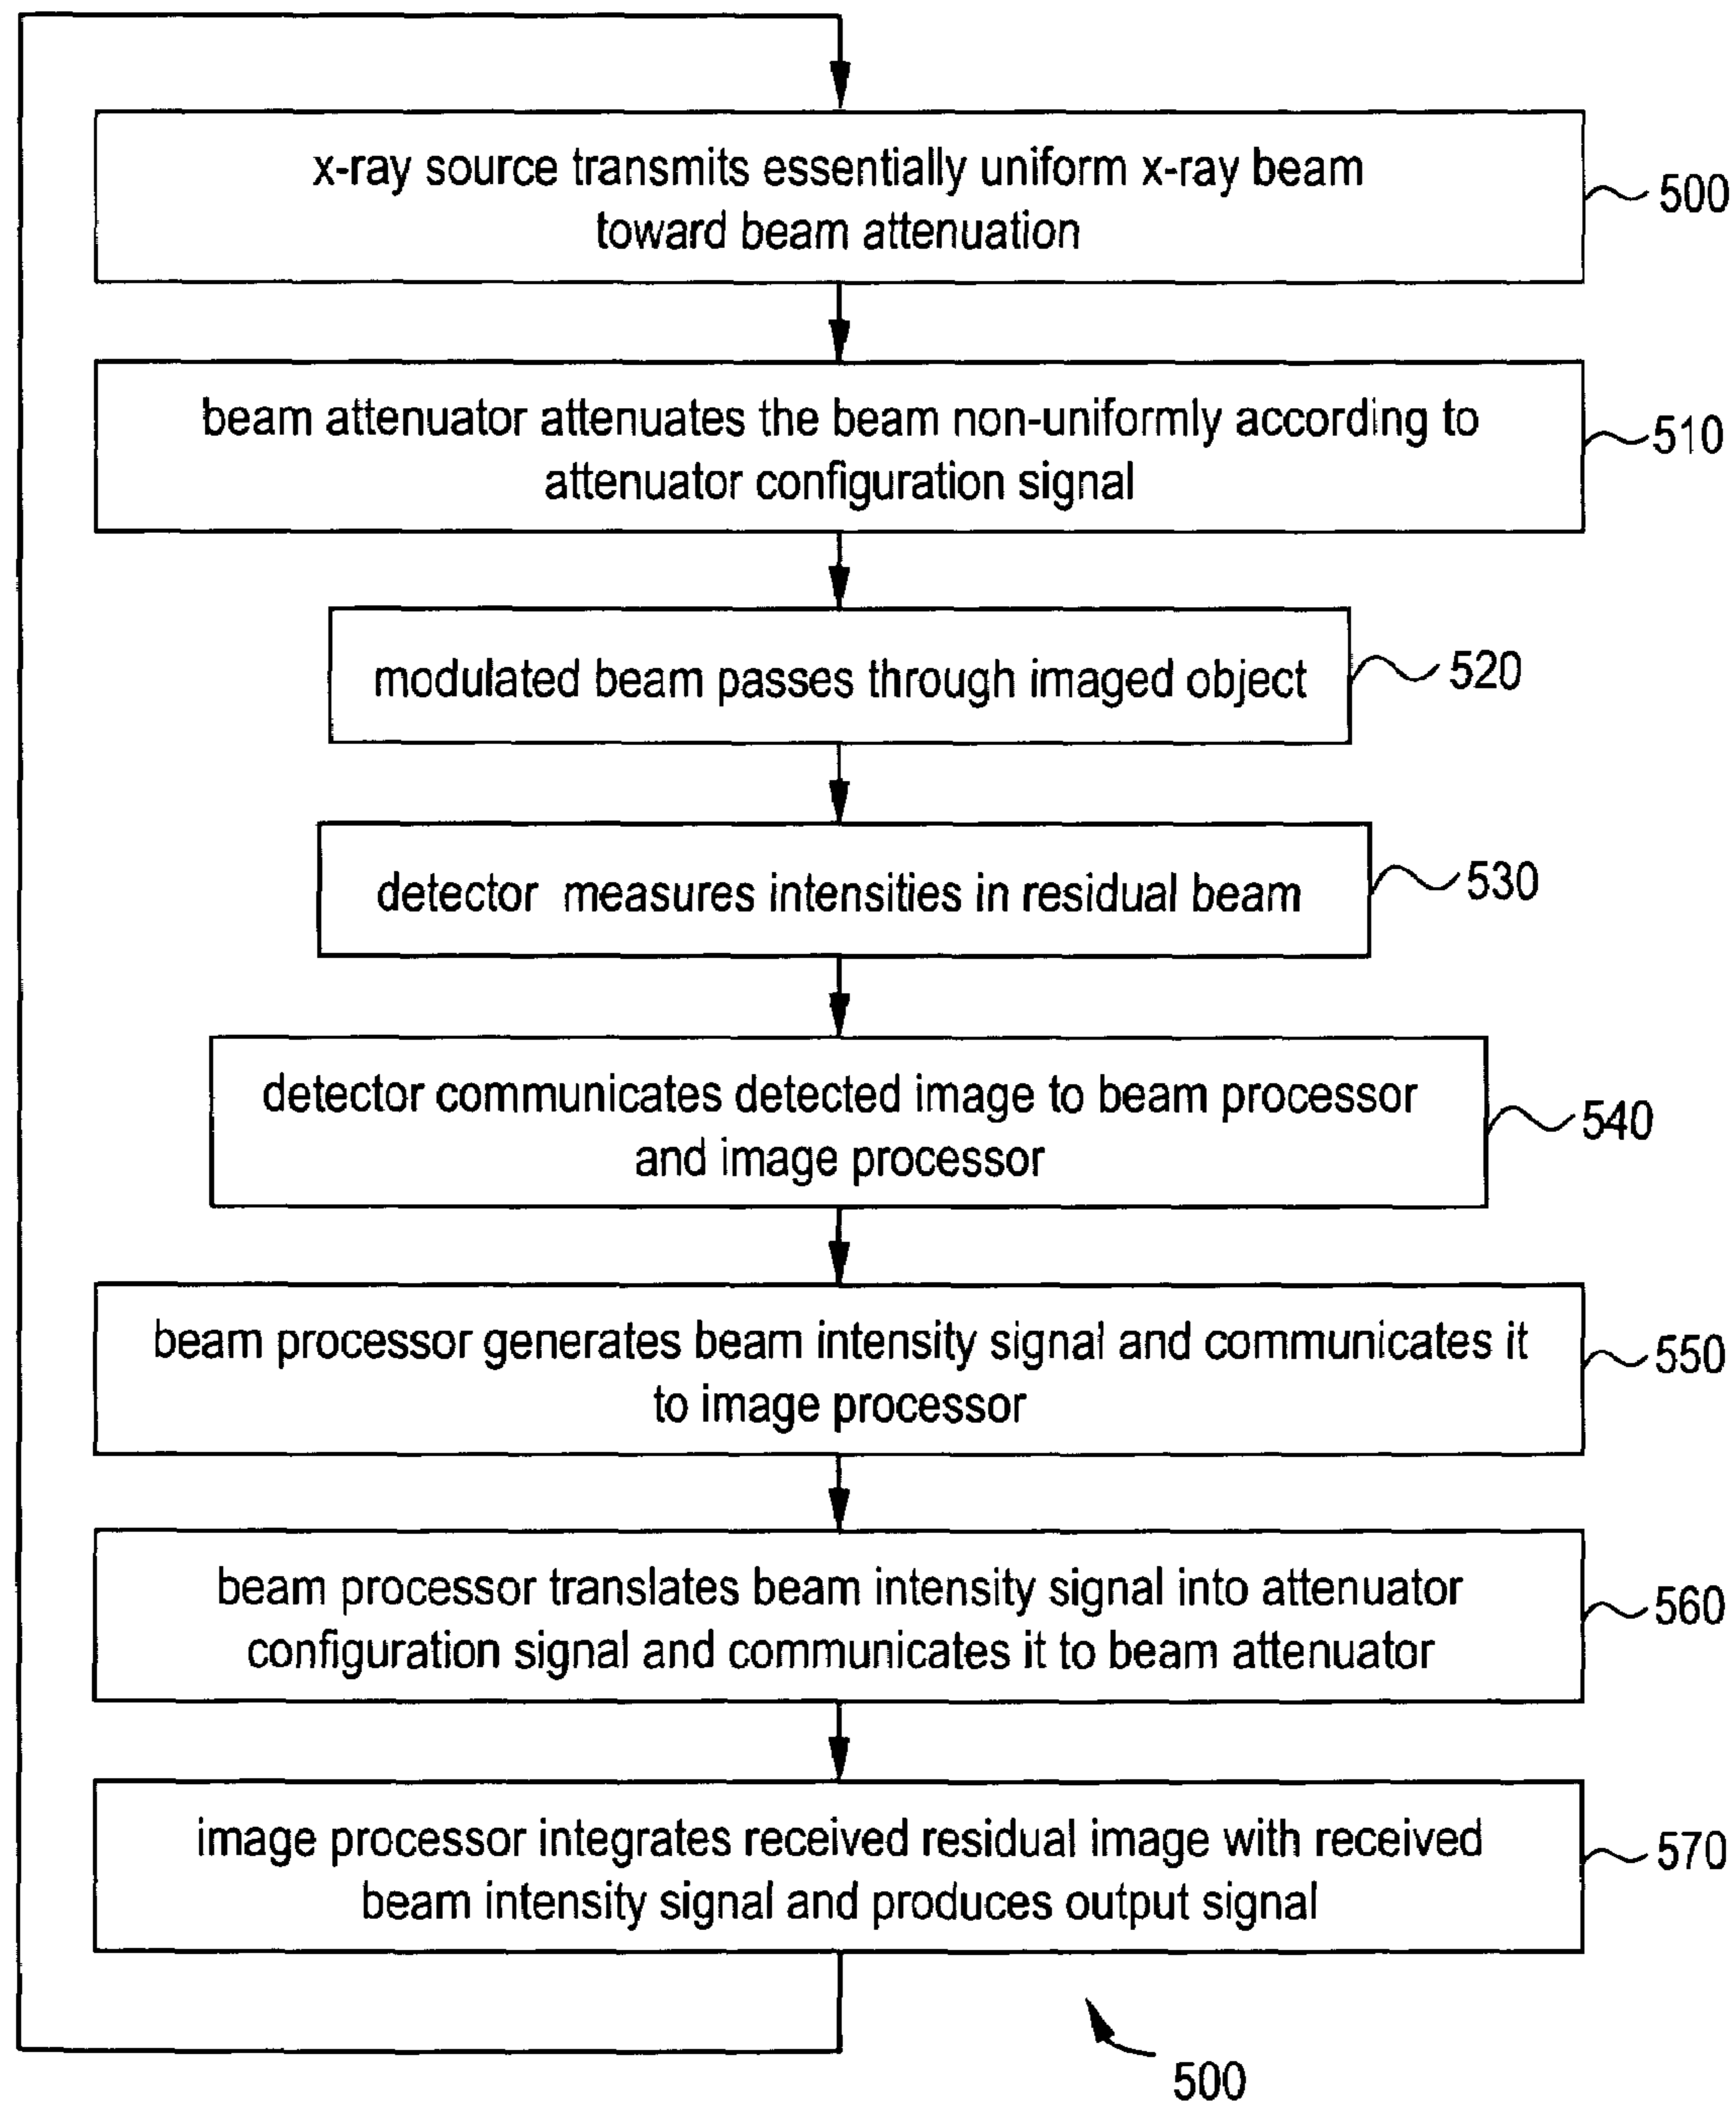 x-ray source transmits essentially uniform x-ray beam
toward beam attenuation
500
beam attenuator attenuates the beam non-uniformly according to
attenuator configuration signal
510
modulated beam passes through imaged object
520
detector measures intensities in residual beam
530
detector communicates detected image to beam processor
and image processor
540
beam processor generates beam intensity signal and communicates it
to image processor
550
beam processor translates beam intensity signal into attenuator
configuration signal and communicates it to beam attenuator
560
image processor integrates received residual image with received
beam intensity signal and produces output signal
570
500